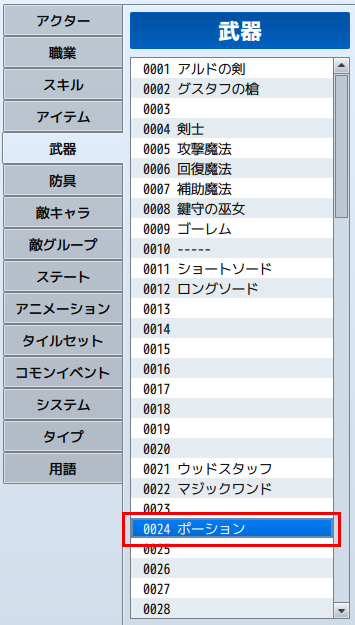 アクター
職業
スキル
アイテム
武器
防具
敵キャラ
敵グループ
ステート
アニメーション
タイルセット
コモンイベント
システム
タイプ
用語
武器
0001 アルドの剣
0002 グスタフの槍
0003
0004 剣士
0005 攻撃魔法
0006 回復魔法
0007 補助魔法
0008 鍵守の巫女
0009 ゴーレム
0010 -----
0011 ショートソード
0012 ロングソード
0013
0014
0015
0016
0017
0018
0019
0020
0021 ウッドスタッフ
0022 マジックワンド
0023
0024 ポーション
0025
0026
0027
0028